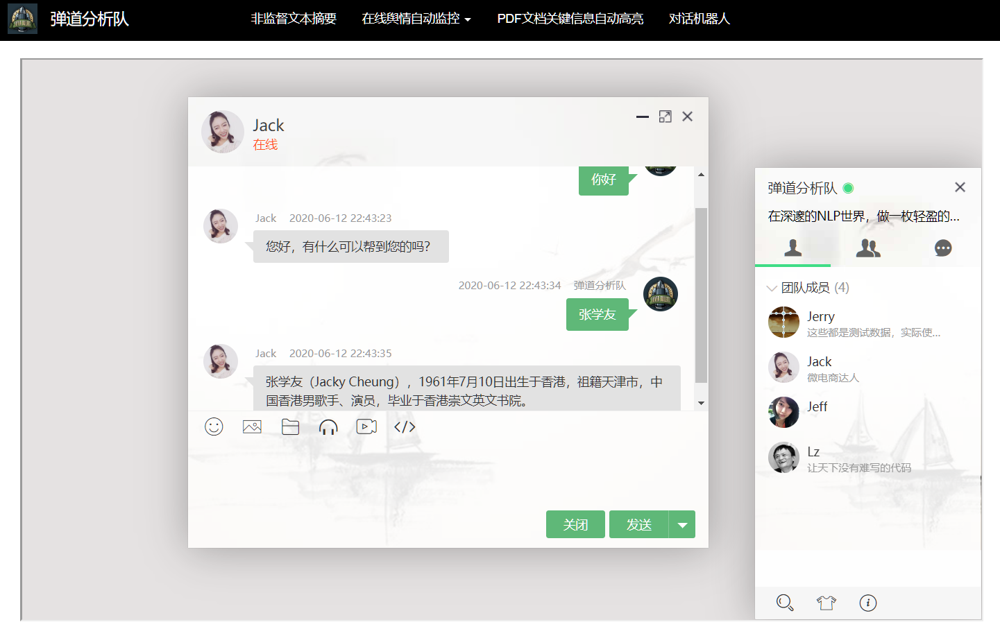 弹道分析队
非监督文本摘要
在线舆情自动监控
PDF文档关键信息自动高亮
对话机器人
Jack
在线
你好
Jack 2020-06-12 22:43:23
您好，有什么可以帮到您的吗？
2020-06-12 22:43:34 弹道分析队
张学友
Jack 2020-06-12 22:43:35
张学友（Jacky Cheung），1961年7月10日出生于香港，祖籍天津市，中
国香港男歌手、演员，毕业于香港崇文英文书院。
关闭
发送
弹道分析队
在深邃的NLP世界，做一枚轻盈的...
团队成员 (4)
Jerry
这些都是测试数据，实际使...
Jack
微电商达人
Jeff
Lz
让天下没有难写的代码